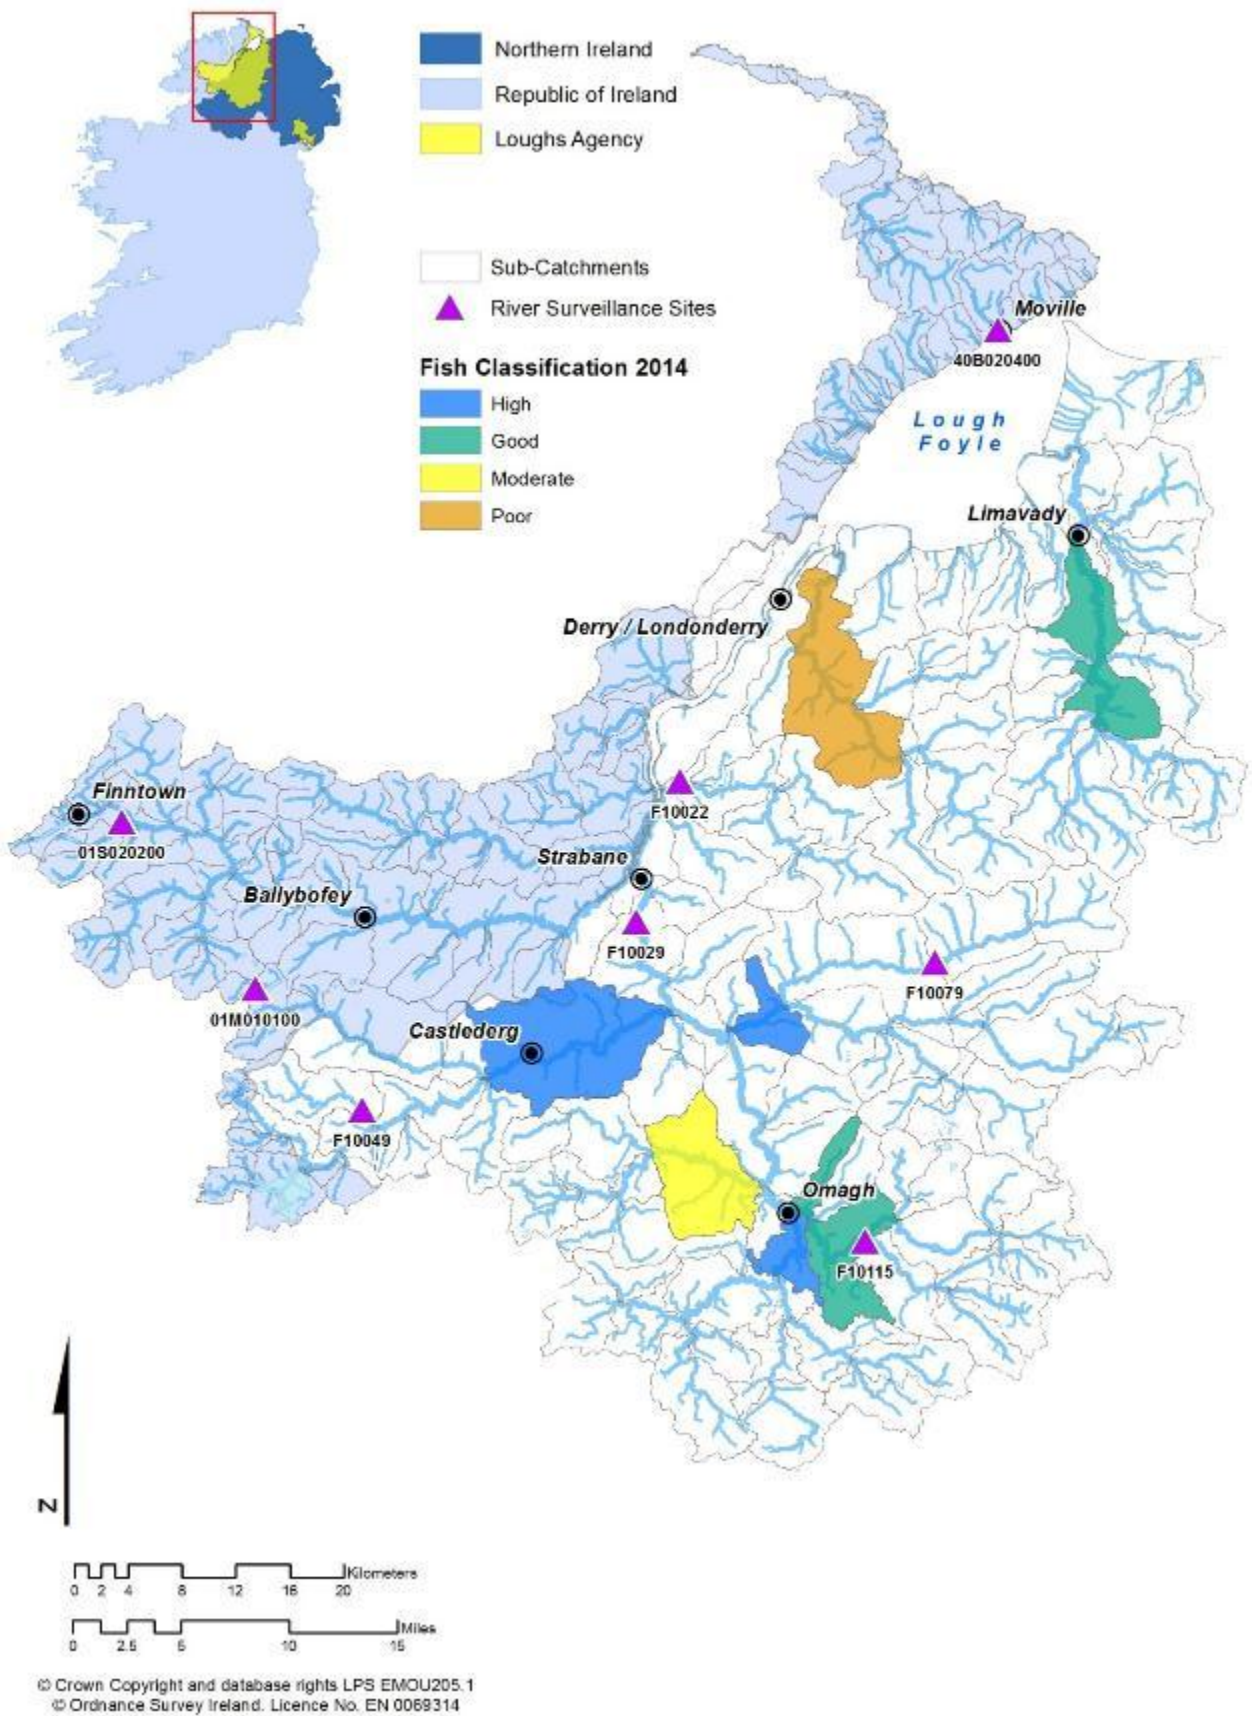 Northern Ireland
Republic of Ireland
Loughs Agency
Sub-Catchments
River Surveillance Sites
Fish Classification 2014
High
Good
Moderate
Poor
Moville
40B020400
Lough
Foyle
Limavady
Derry / Londonderry
Finntown
01S020200
F10022
Strabane
Ballybofey
F10029
F10079
01M010100
Castlederg
F10049
Omagh
F10115
N
Kilometers
0 2 4 8 12 16 20
Miles
0 2.5 5 10 15
© Crown Copyright and database rights LPS EMOU205.1
© Ordnance Survey Ireland. Licence No. EN 0069314